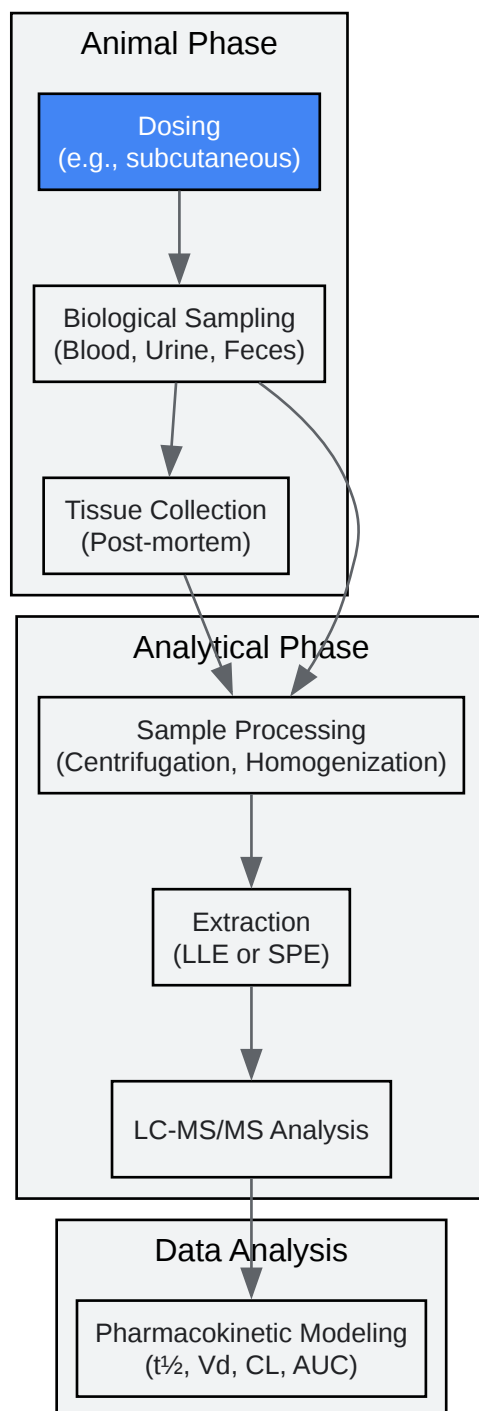 Animal Phase
Dosing
(e.g., subcutaneous)
Biological Sampling
(Blood, Urine, Feces)
Tissue Collection
(Post-mortem)
Analytical Phase
Sample Processing
(Centrifugation, Homogenization)
Extraction
(LLE or SPE)
LC-MS/MS Analysis
Data Analysis
Pharmacokinetic Modeling
(t½, Vd, CL, AUC)